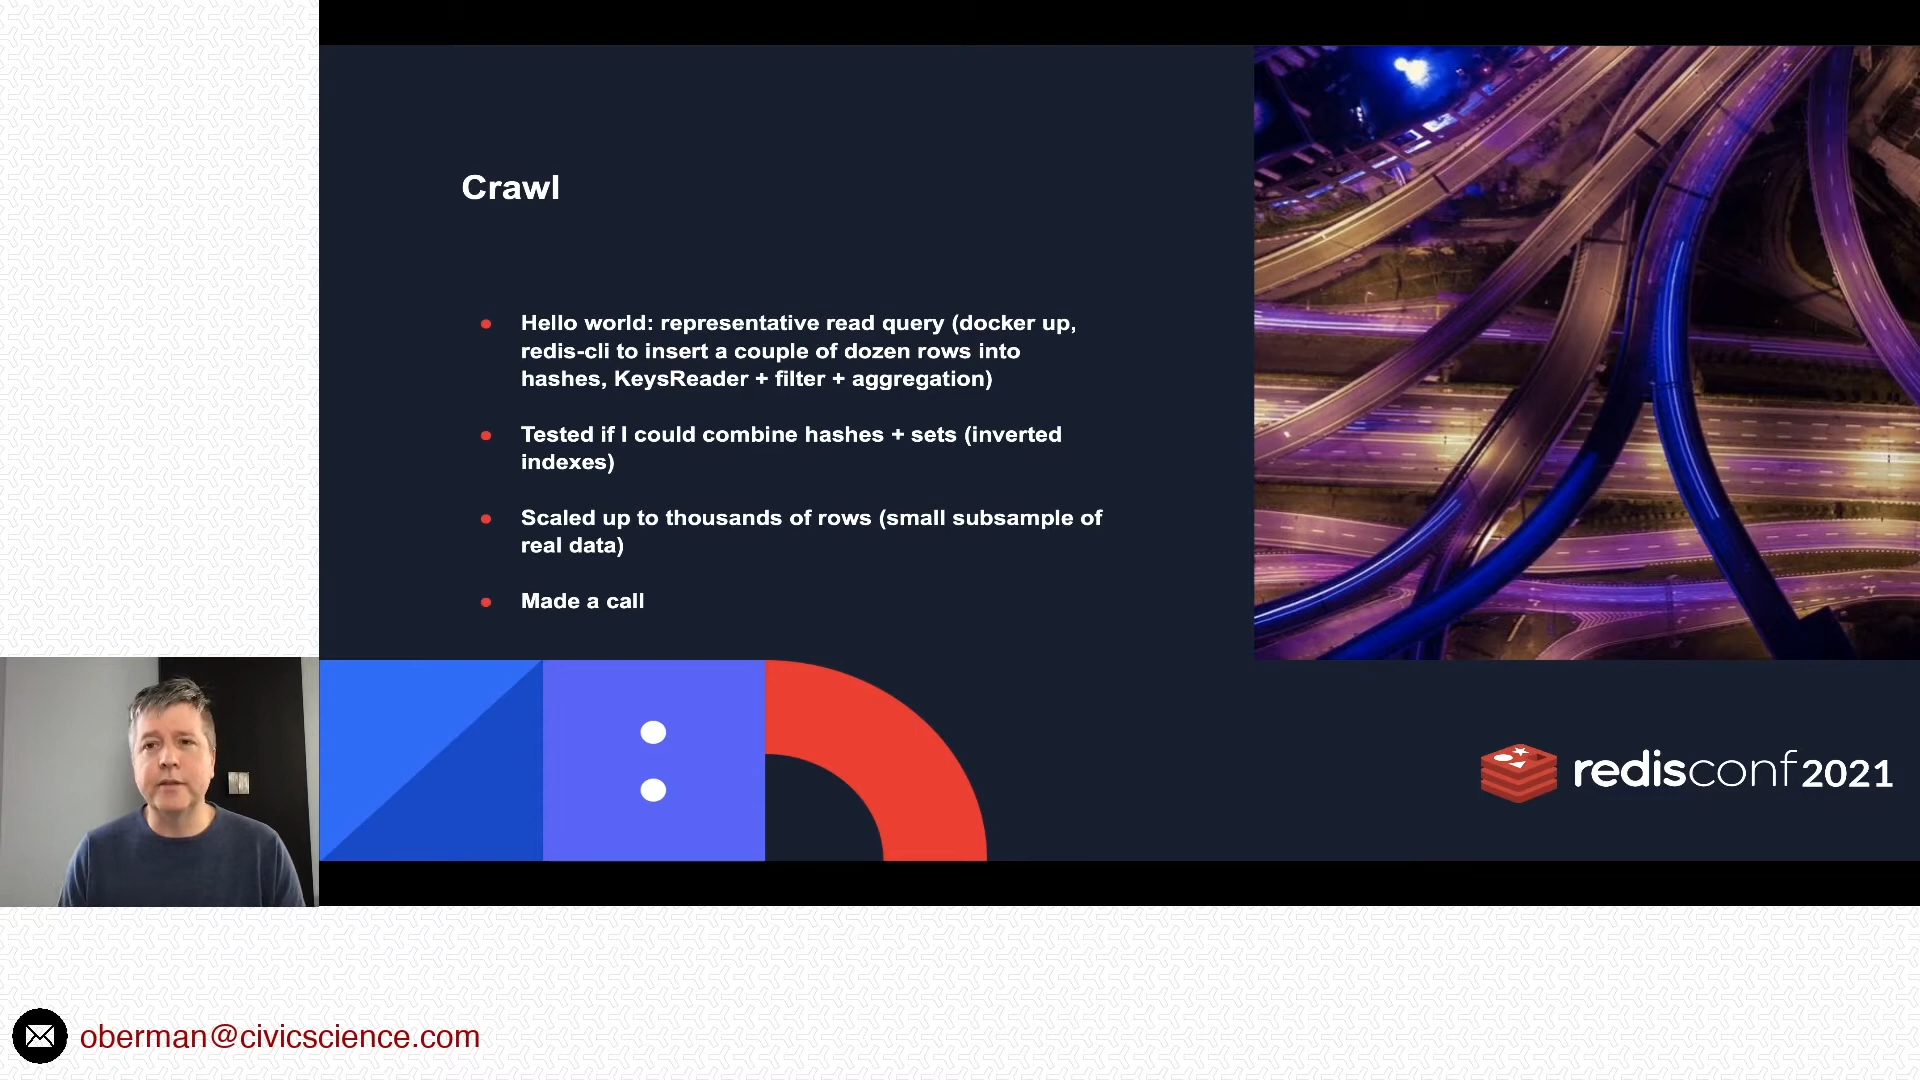 Crawl
Hello world: representative read query (docker up,
redis-cli to insert a couple of dozen rows into
hashes, KeysReader + filter + aggregation)
Tested if I could combine hashes + sets (inverted
indexes)
Scaled up to thousands of rows (small subsample of
real data)
Made a call
redisconf 2021
oberman@civicscience.com